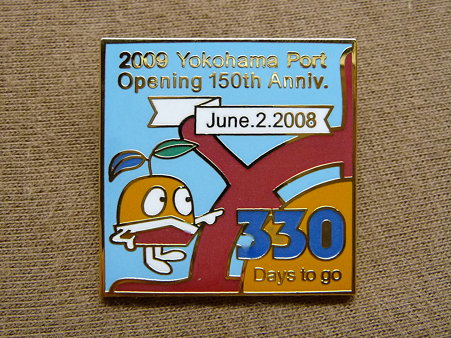 2009 Yokohama Port
Opening 150th Anniv.
June.2.2008
330
Days to go